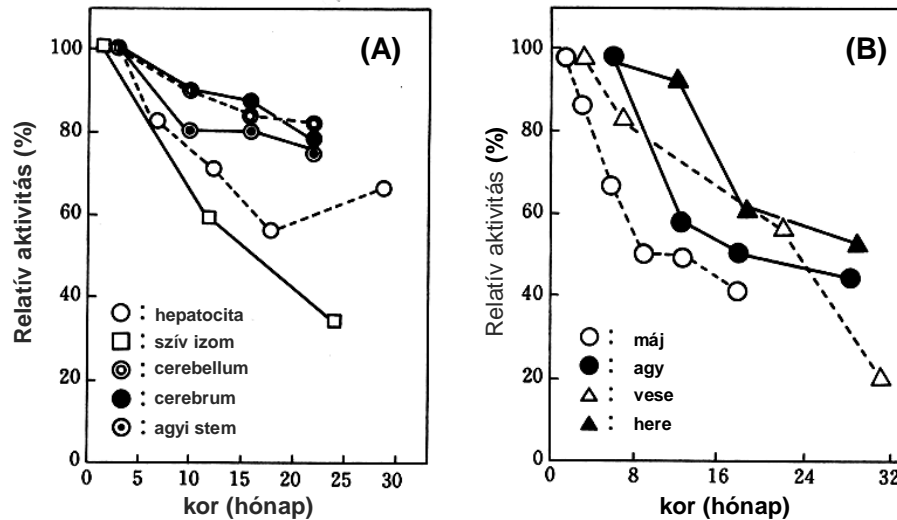 (A)
Relatív aktivitás (%)
100
80
60
40
20
0
: hepatocita
: szív izom
: cerebellum
: cerebrum
: agyi stem
0 5 10 15 20 25 30
kor (hónap)
(B)
Relatív aktivitás (%)
100
80
60
40
20
0
: máj
: agy
: vese
: here
0 8 16 24 32
kor (hónap)